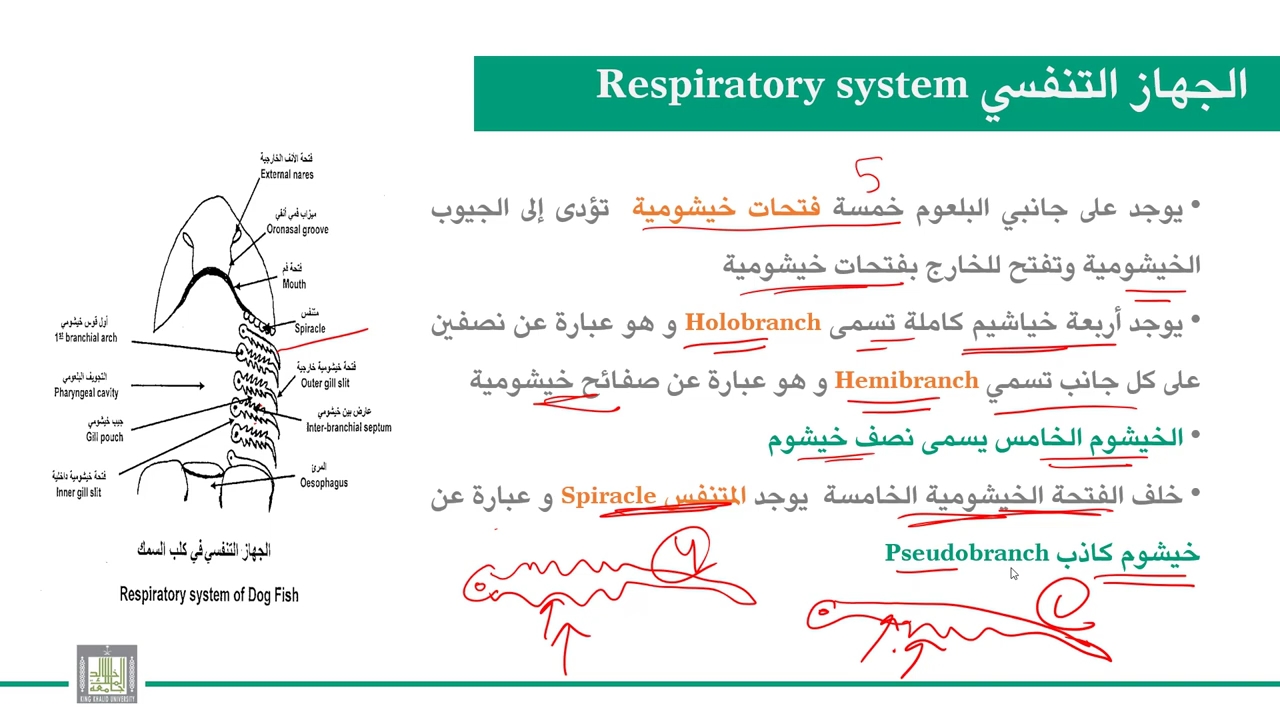 الجهاز التنفسي Respiratory system
5
• يوجد على جانبي البلعوم خمسة فتحات خيشومية تؤدى إلى الجيوب
الخيشومية وتفتح للخارج بفتحات خيشومية
• يوجد أربعة خياشيم كاملة تسمى Holobranch و هو عبارة عن نصفين
على كل جانب تسمي Hemibranch و هو عبارة عن صفائح خيشومية
• الخيشوم الخامس يسمى نصف خيشوم
• خلف الفتحة الخيشومية الخامسة يوجد المتنفس Spiracle و عبارة عن
خيشوم كاذب Pseudobranch
فتحة الأنف الخارجية
External nares
ميزاب فمي أنفي
Oronasal groove
فتحة فم
Mouth
متنفس
Spiracle
أول قوس خيشومي
1st branchial arch
فتحة خيشومية خارجية
Outer gill slit
التجويف البلعومي
Pharyngeal cavity
عارض بين خيشومي
Inter-branchial septum
جيب خيشومي
Gill pouch
فتحة خيشومية داخلية
Inner gill slit
المرئ
Oesophagus
الجهاز التنفسي في كلب السمك
Respiratory system of Dog Fish
KING KHALID UNIVERSITY